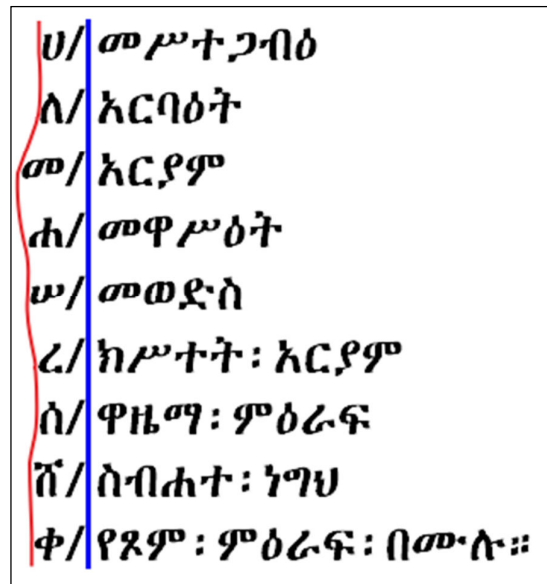 ሀ/ መሥተጋብዕ
ለ/ አርባዕት
መ/ አርያም
ሐ/ መዋሥዕት
ሠ/ መወድስ
ረ/ ክሥተት፡አርያም
ሰ/ ዋዜማ፡ምዕራፍ
ሸ/ ስብሐተ፡ነግህ
ቀ/ የጾም፡ምዕራፍ፡በሙሉ።